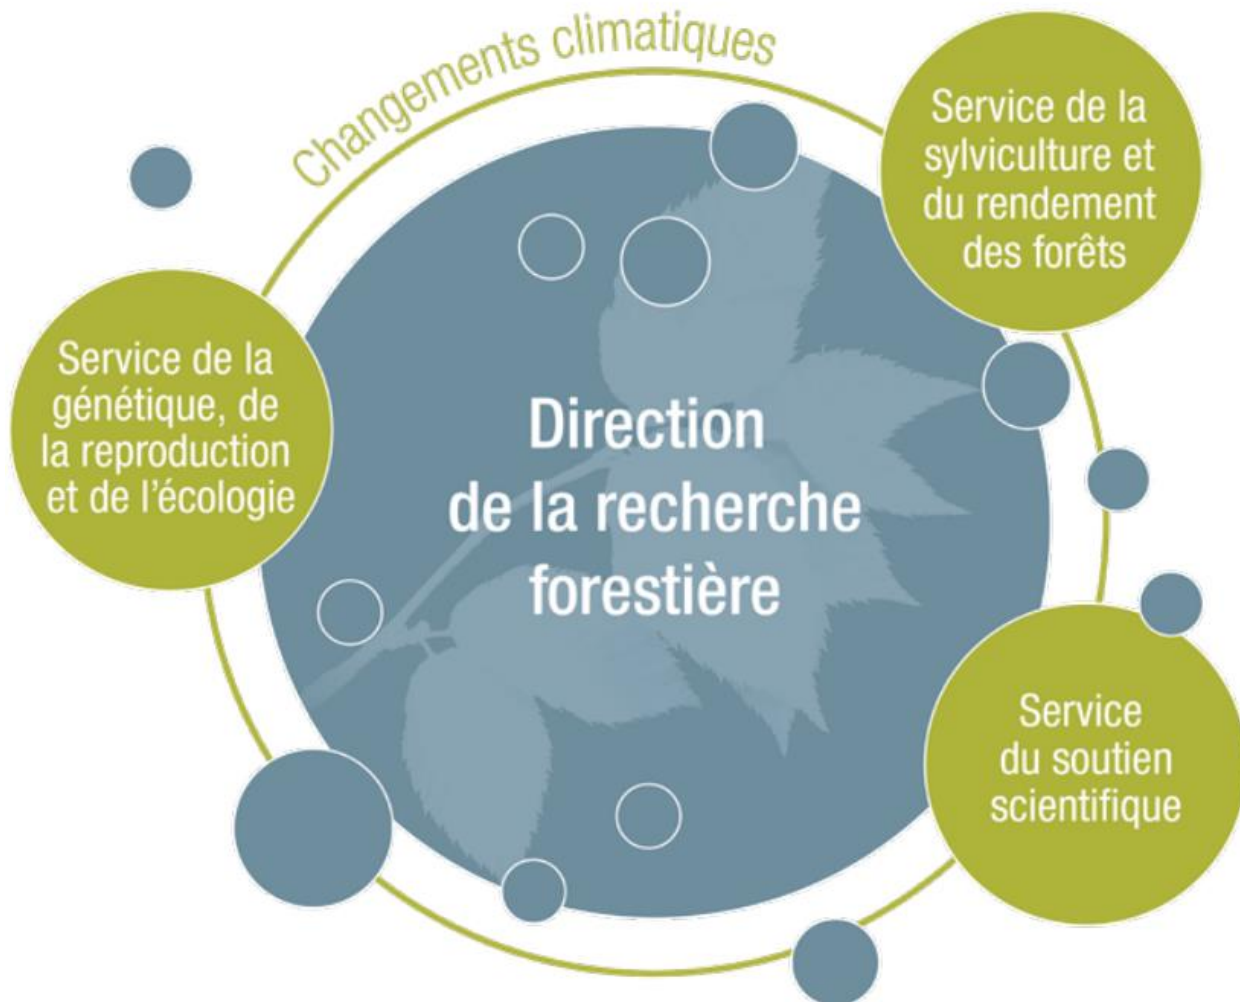 Changements climatiques
Service de la
sylviculture et
du rendement
des forêts
Service de la
génétique, de
la reproduction
et de l'écologie
Direction
de la recherche
forestière
Service
du soutien
scientifique